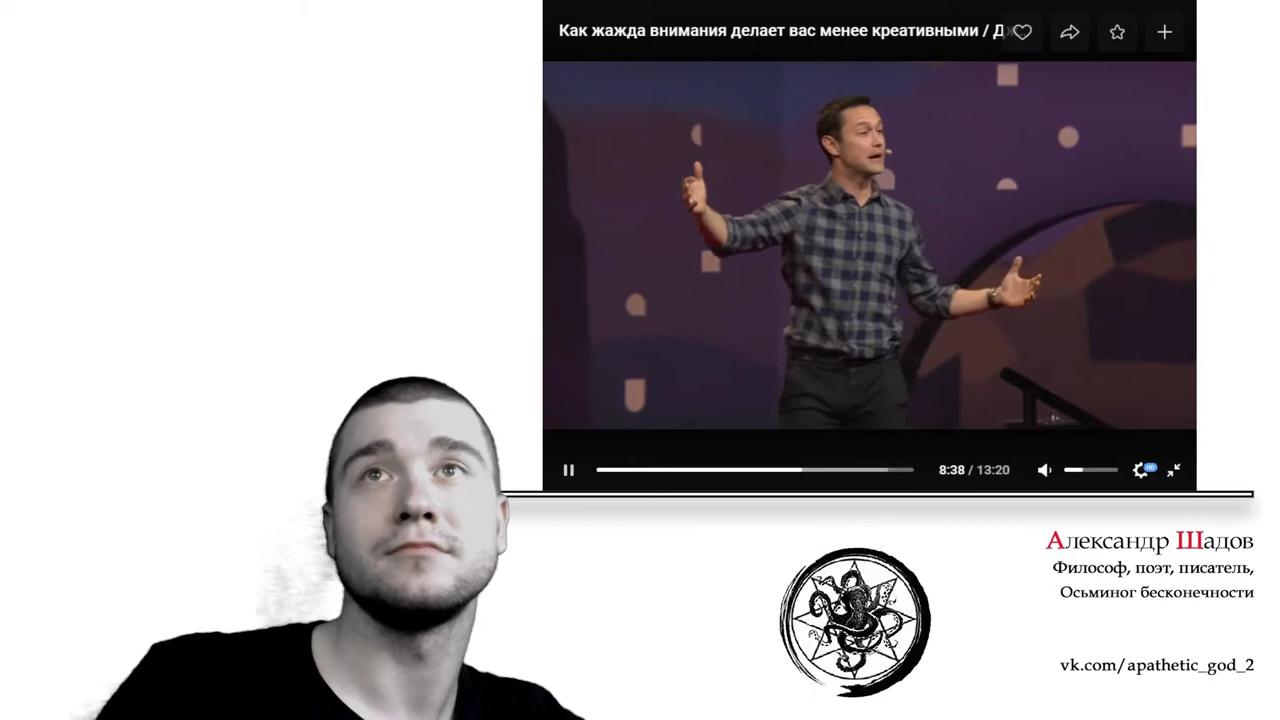 Как жажда внимания делает вас менее креативными / Д
8:38 / 13:20
HD
Александр Шадов
Философ, поэт, писатель,
Осьминог бесконечности
vk.com/apathetic_god_2